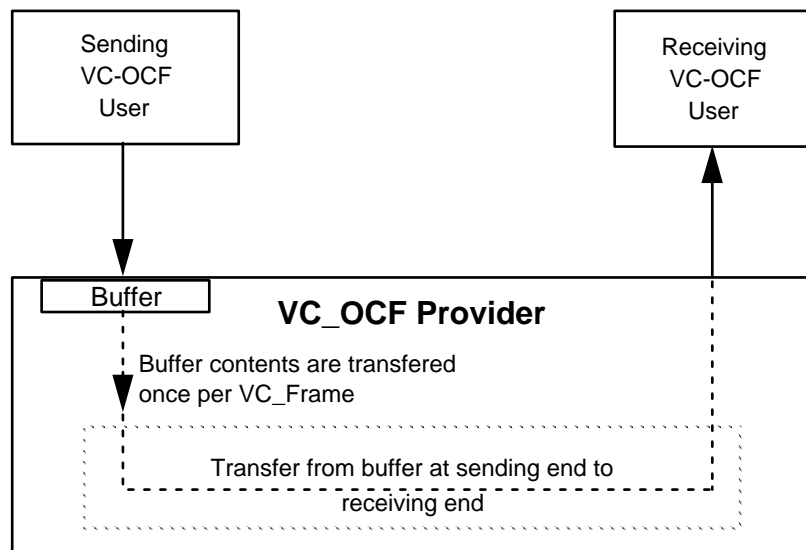 Sending
VC-OCF
User
Receiving
VC-OCF
User
Buffer
VC_OCF Provider
Buffer contents are transfered
once per VC_Frame
Transfer from buffer at sending end to
receiving end